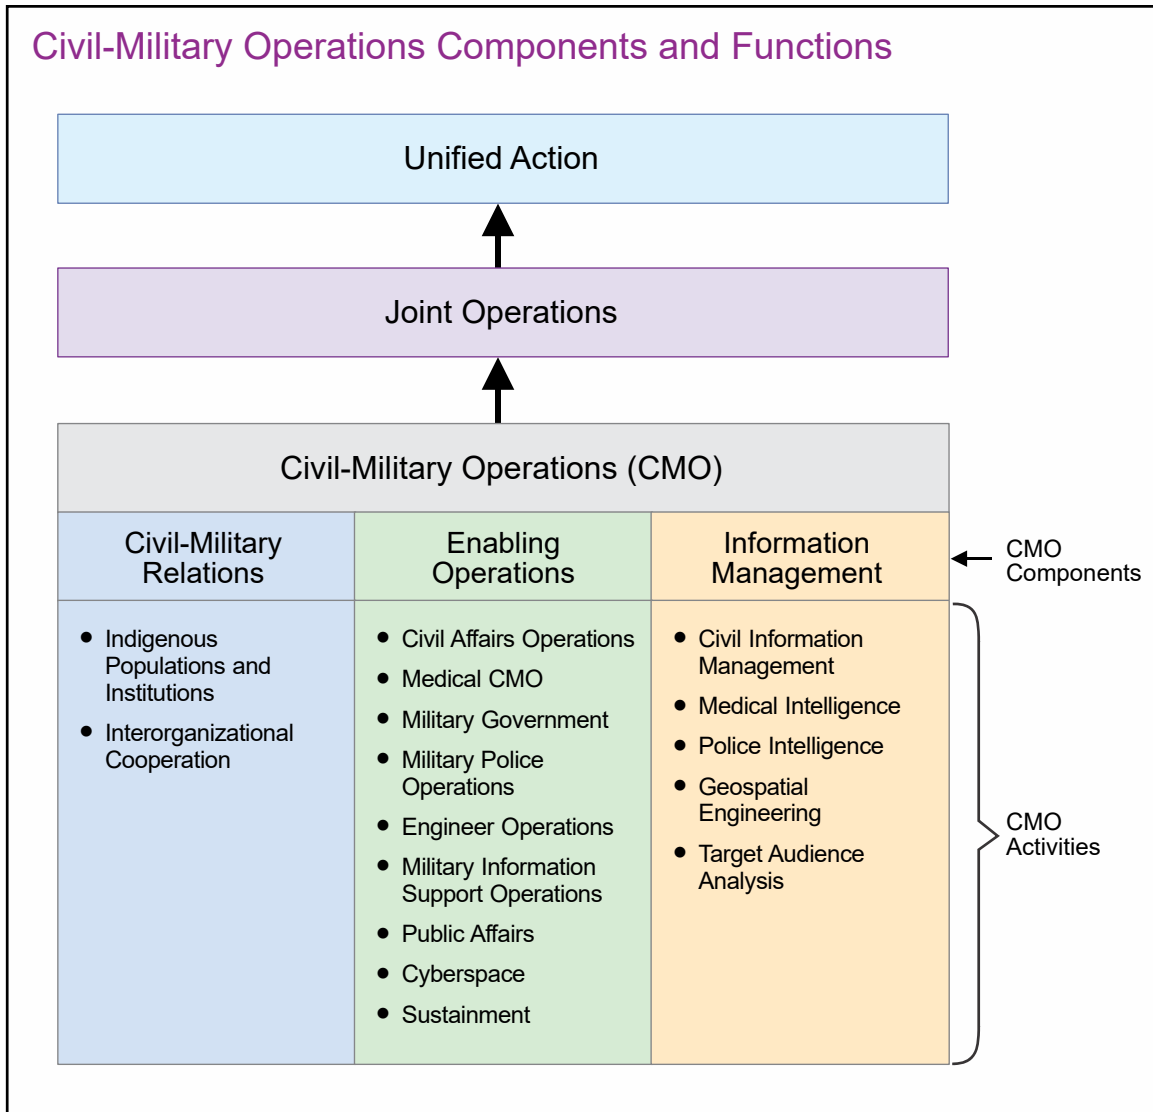 Civil-Military Operations Components and Functions
Unified Action
Joint Operations
Civil-Military Operations (CMO)
Civil-Military
Relations
Enabling
Operations
Information
Management
CMO
Components
Indigenous
Populations and
Institutions
Interorganizational
Cooperation
Civil Affairs Operations
Medical CMO
Military Government
Military Police
Operations
Engineer Operations
Military Information
Support Operations
Public Affairs
Cyberspace
Sustainment
Civil Information
Management
Medical Intelligence
Police Intelligence
Geospatial
Engineering
Target Audience
Analysis
CMO
Activities